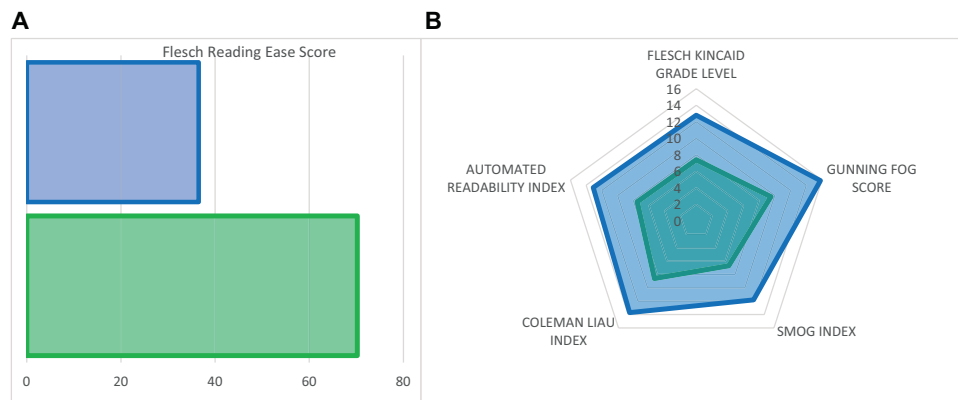 A
Flesch Reading Ease Score
0 20 40 60 80
B
FLESCH KINCAID
GRADE LEVEL
16
14
12
10
8
6
4
2
0
GUNNING FOG
SCORE
SMOG INDEX
COLEMAN LIAU
INDEX
AUTOMATED
READABILITY INDEX